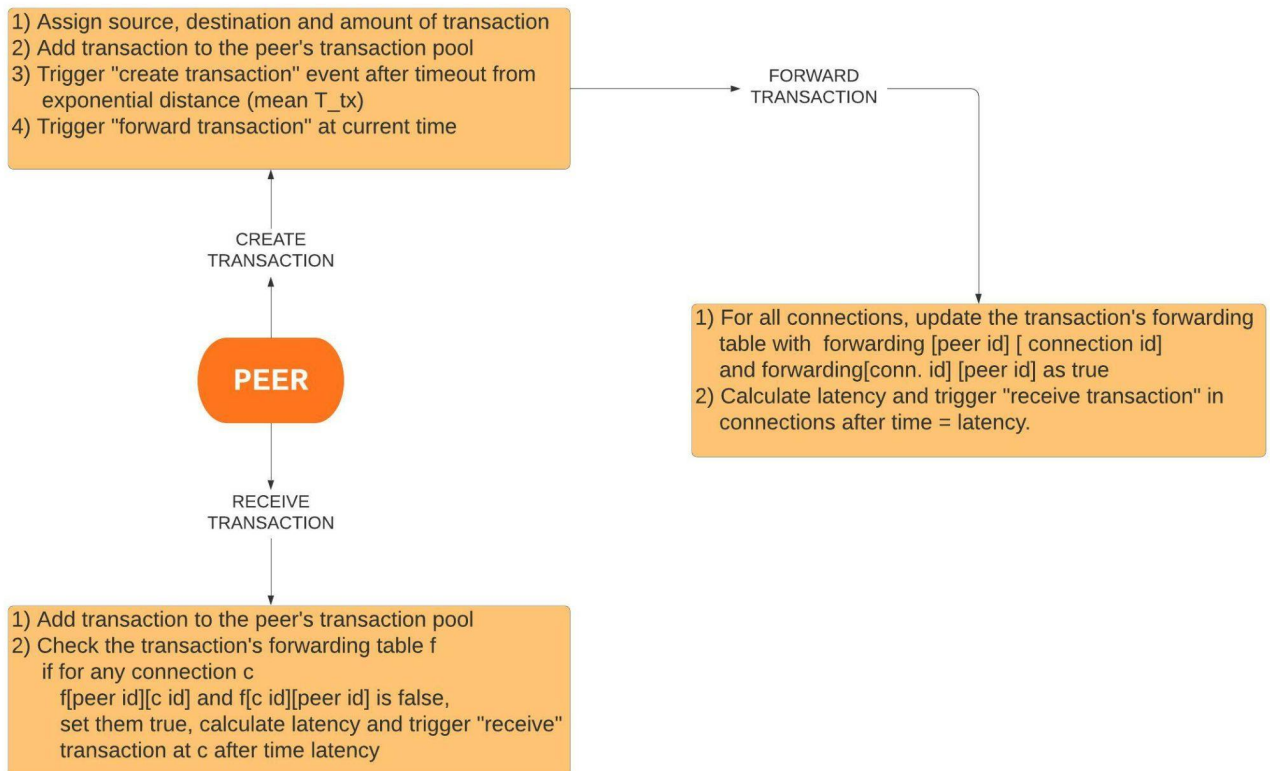 1) Assign source, destination and amount of transaction
2) Add transaction to the peer's transaction pool
3) Trigger "create transaction" event after timeout from
exponential distance (mean T_tx)
4) Trigger "forward transaction" at current time
FORWARD
TRANSACTION
CREATE
TRANSACTION
1) For all connections, update the transaction's forwarding
table with forwarding [peer id] [ connection id]
and forwarding[conn. id] [peer id] as true
2) Calculate latency and trigger "receive transaction" in
connections after time = latency.
PEER
RECEIVE
TRANSACTION
1) Add transaction to the peer's transaction pool
2) Check the transaction's forwarding table f
if for any connection c
f[peer id][c id] and f[c id][peer id] is false,
set them true, calculate latency and trigger "receive"
transaction at c after time latency